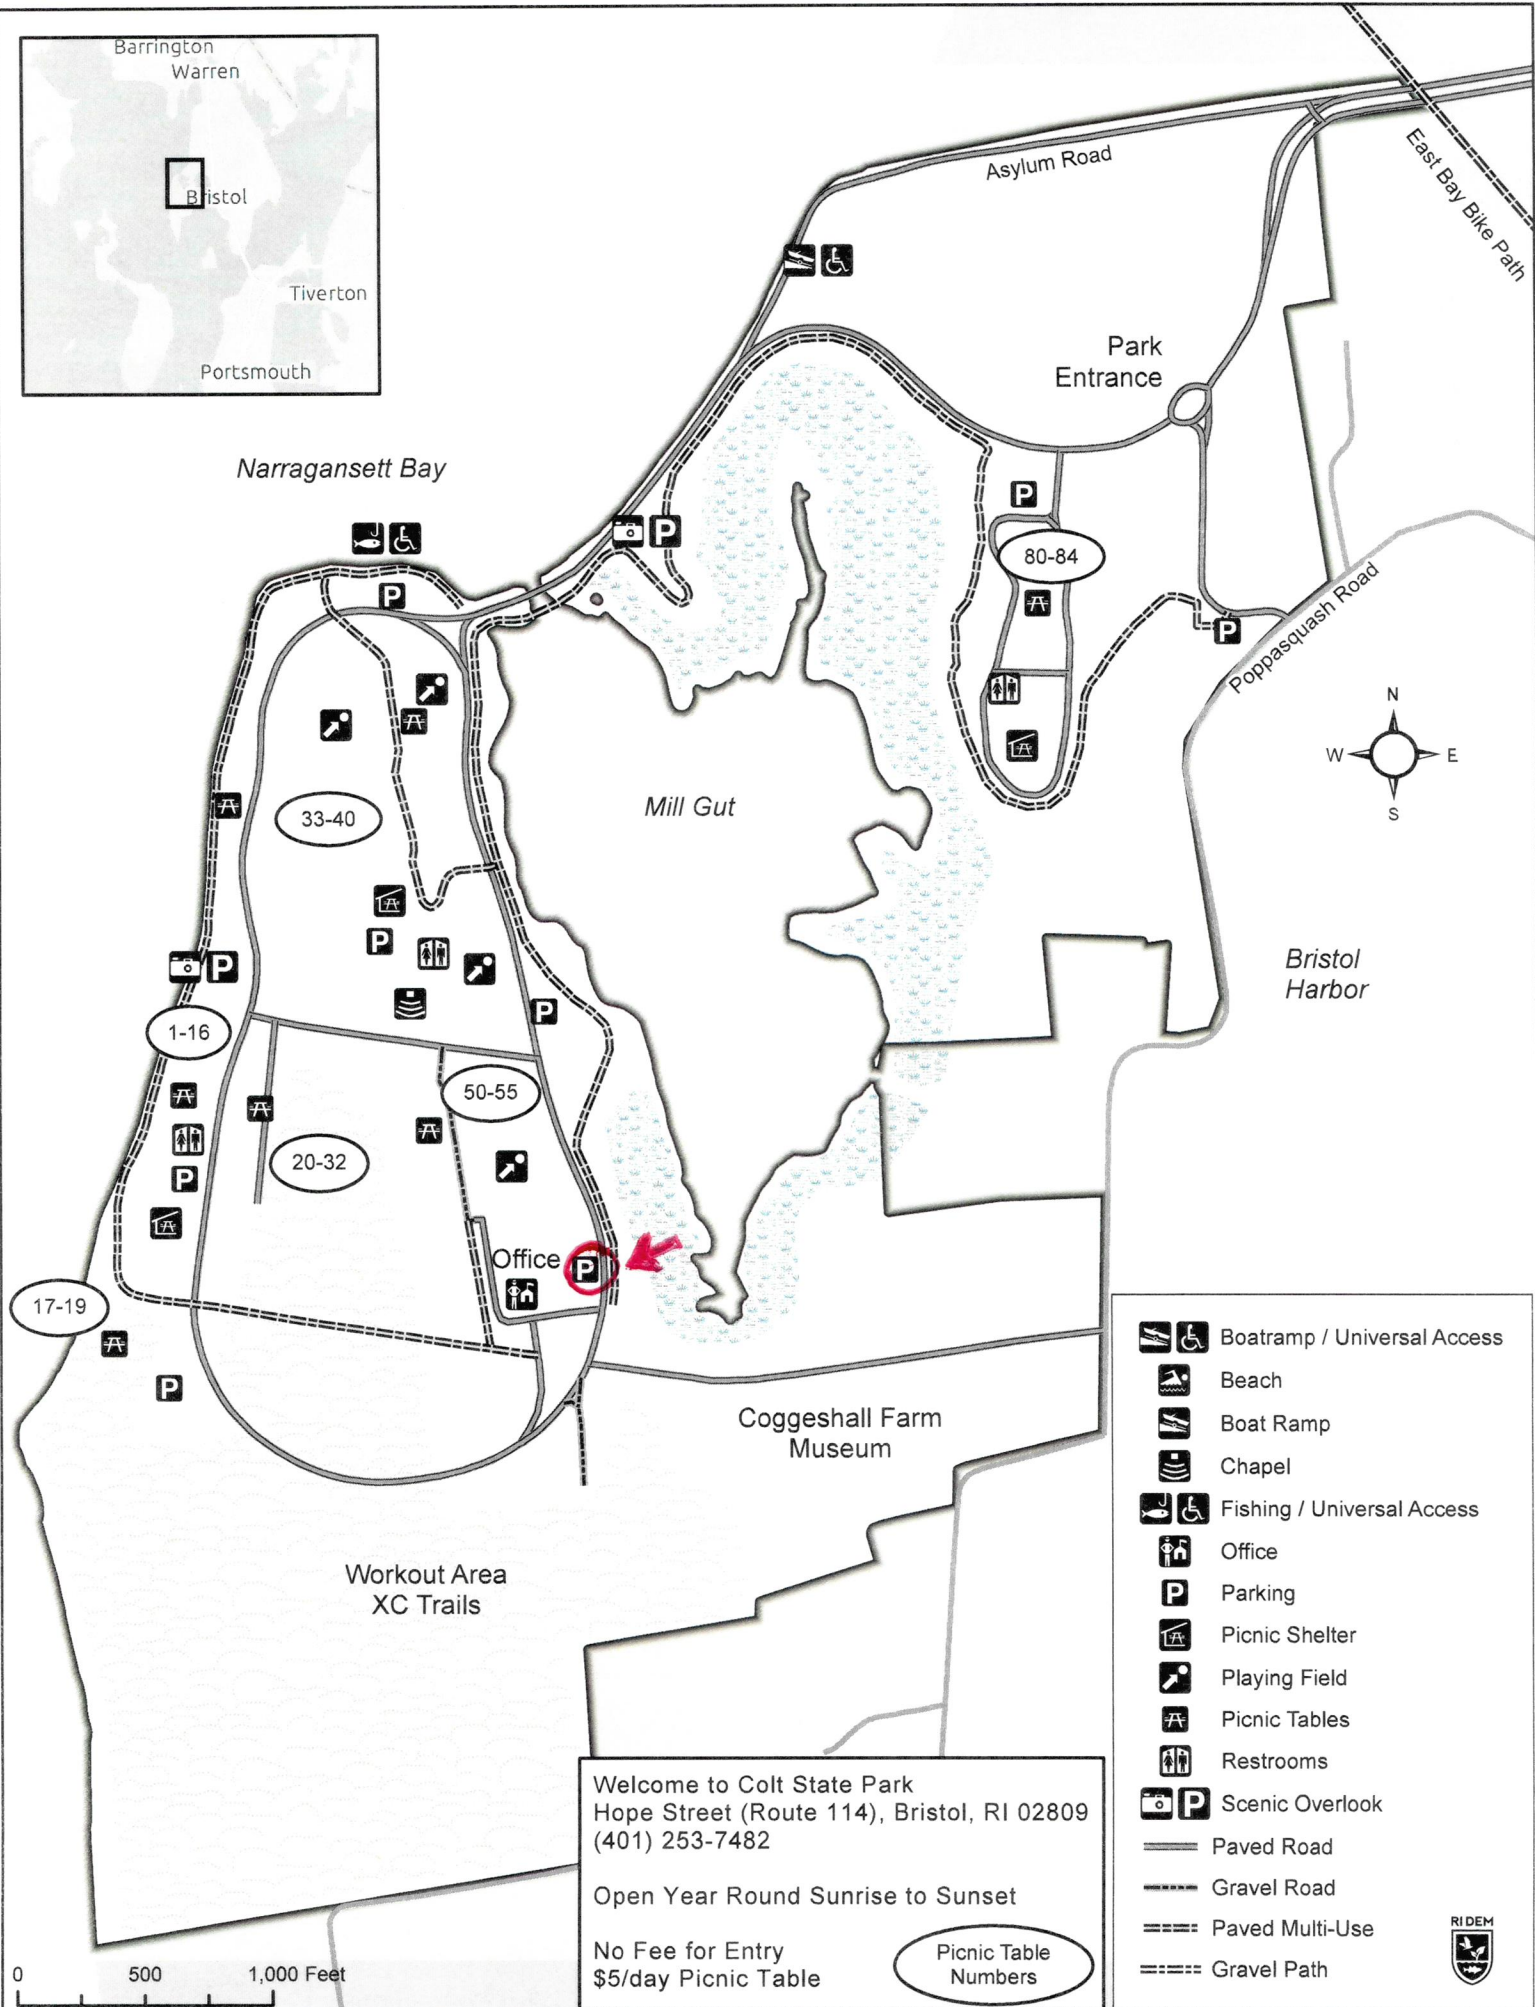 Barrington
Warren
Bristol
Tiverton
Portsmouth
Asylum Road
East Bay Bike Path
Park
Entrance
Narragansett Bay
P
P
P
80-84
P
Poppasquash Road
N
W E
S
33-40
Mill Gut
P
P
P
Bristol
Harbor
1-16
50-55
20-32
P
Office
P
17-19
P
Coggeshall Farm
Museum
Workout Area
XC Trails
Boatramp / Universal Access
Beach
Boat Ramp
Chapel
Fishing / Universal Access
Office
P Parking
Picnic Shelter
Playing Field
Picnic Tables
Restrooms
P Scenic Overlook
Paved Road
Gravel Road
Paved Multi-Use
Gravel Path
RI DEM
Welcome to Colt State Park
Hope Street (Route 114), Bristol, RI 02809
(401) 253-7482
Open Year Round Sunrise to Sunset
No Fee for Entry
$5/day Picnic Table
Picnic Table
Numbers
0 500 1,000 Feet